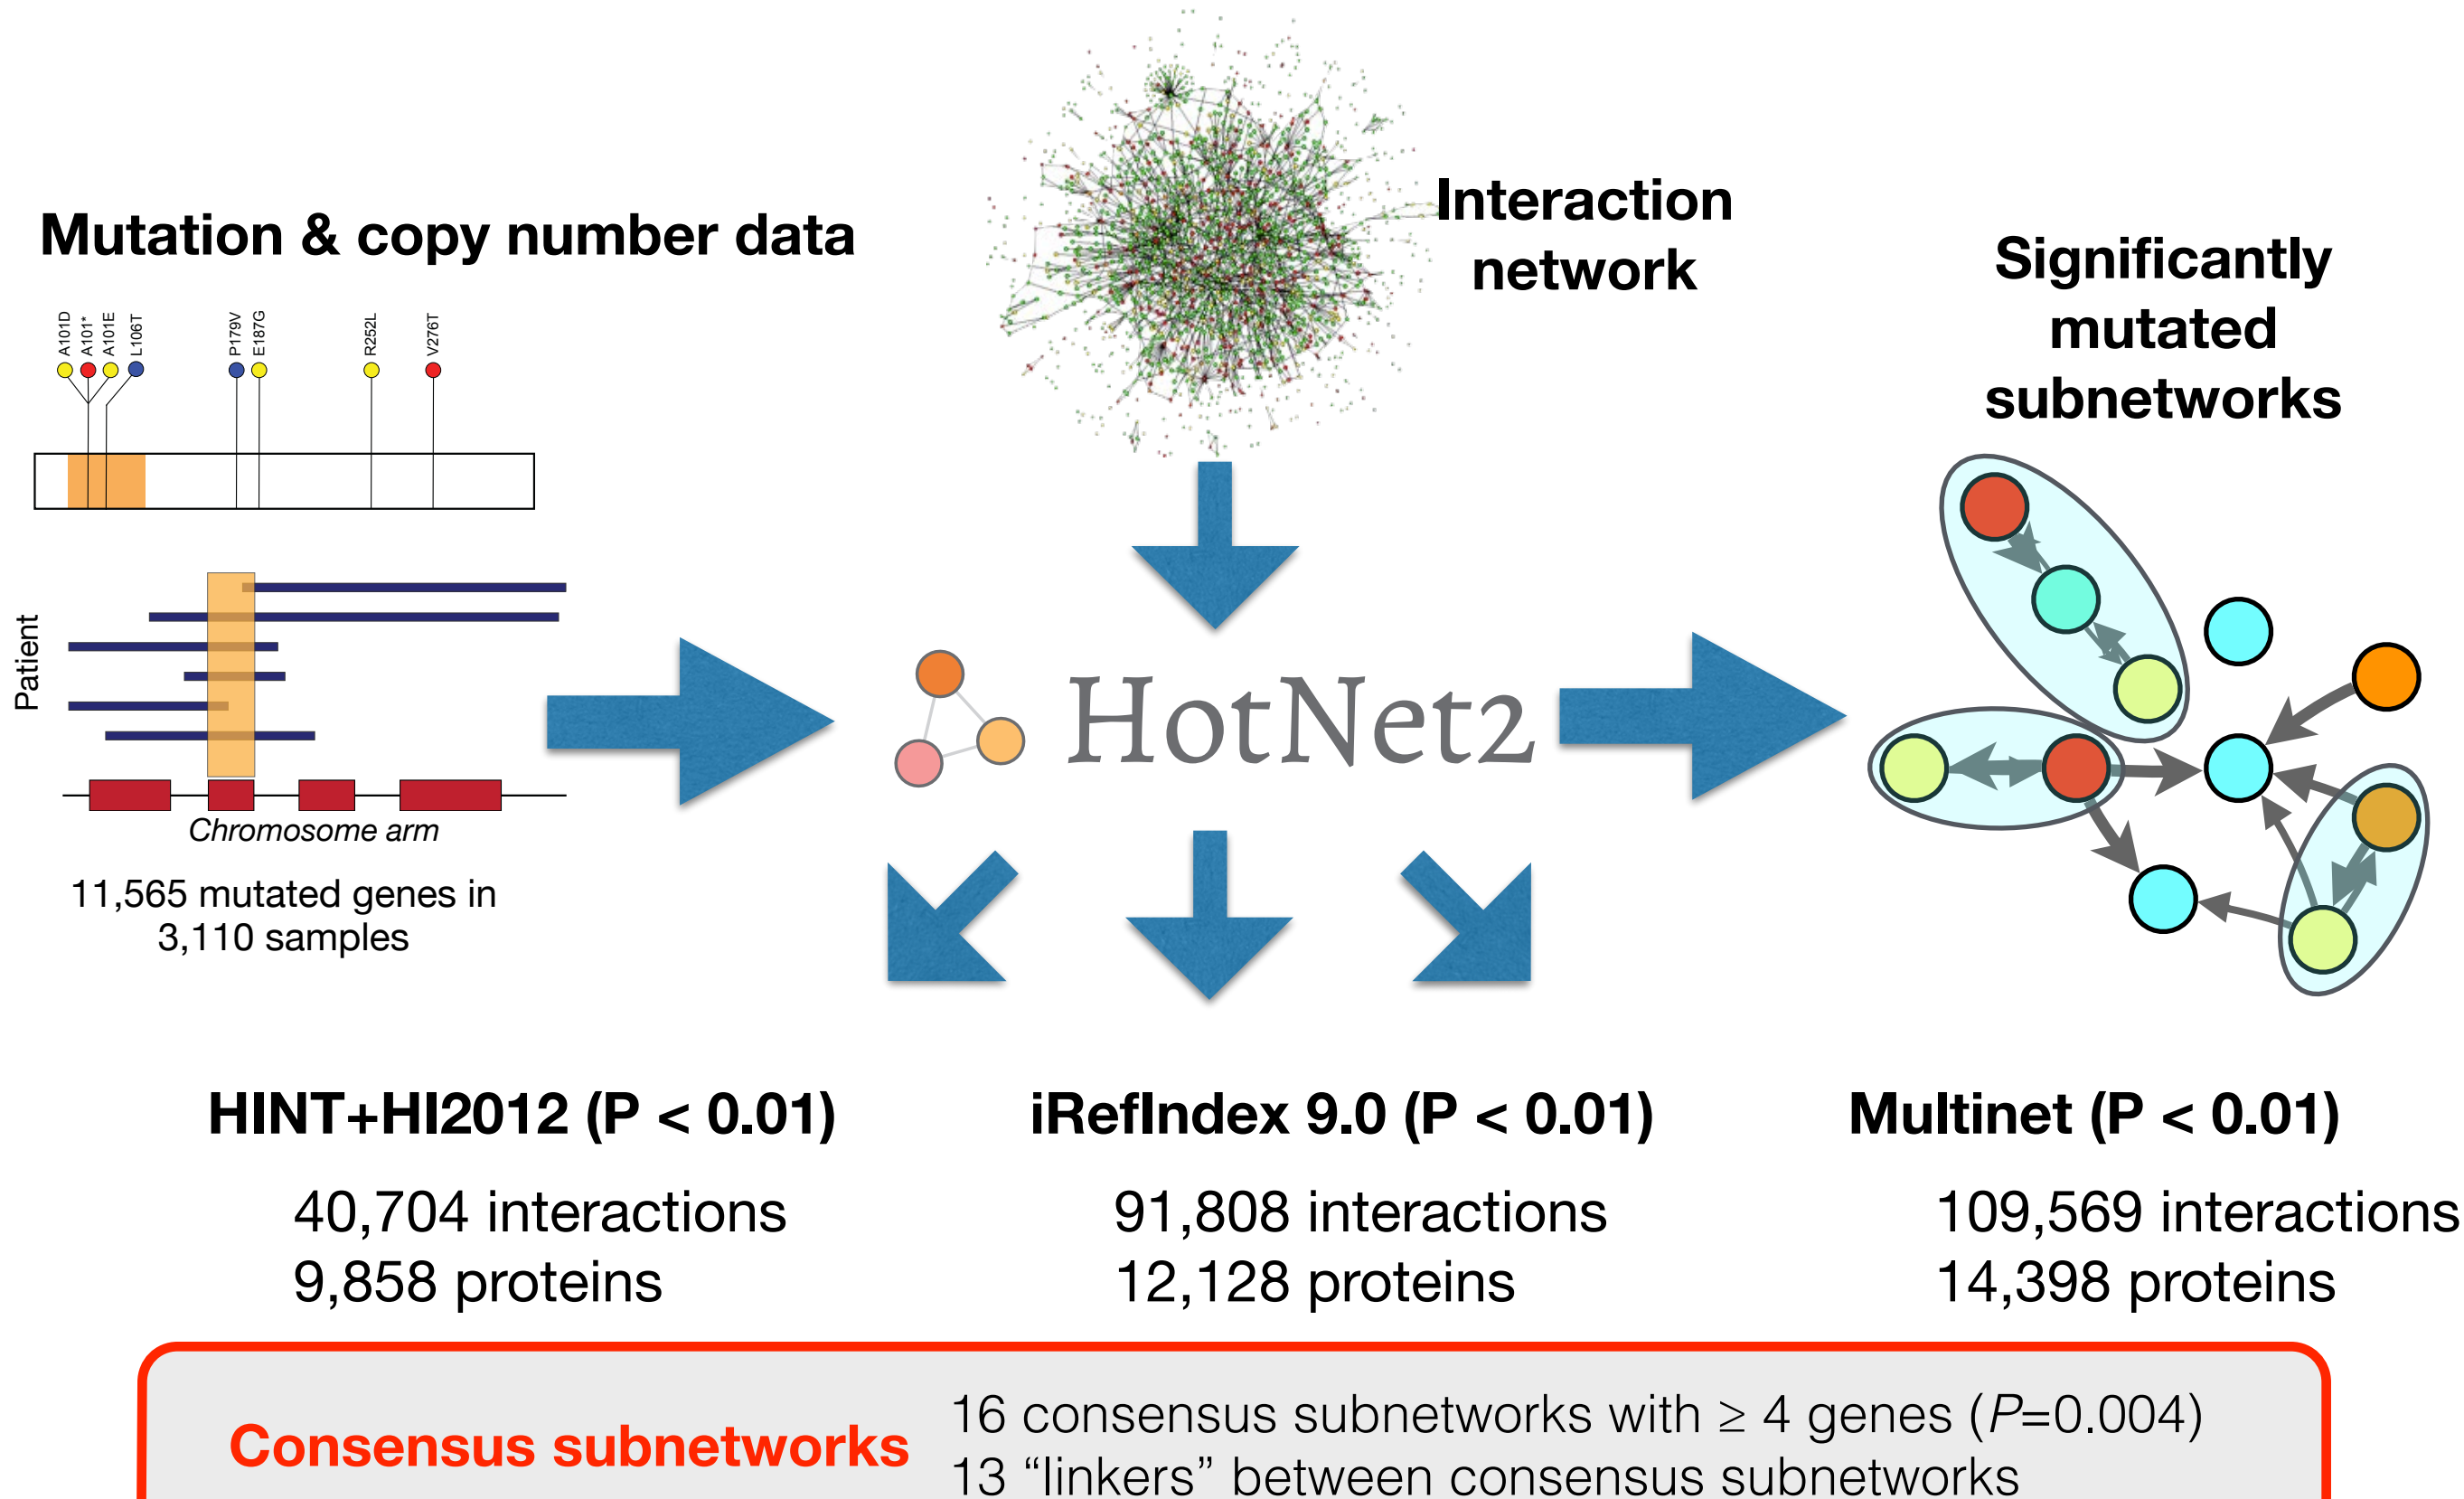 Mutation & copy number data
Interaction
network
Significantly
mutated
subnetworks
A101D
A101*
A101E
L106T
P179V
E187G
R252L
V276T
Patient
Chromosome arm
11,565 mutated genes in
3,110 samples
HotNet2
HINT+HI2012 (P < 0.01)
40,704 interactions
9,858 proteins
iRefIndex 9.0 (P < 0.01)
91,808 interactions
12,128 proteins
Multinet (P < 0.01)
109,569 interactions
14,398 proteins
Consensus subnetworks
16 consensus subnetworks with ≥ 4 genes (P=0.004)
13 “linkers” between consensus subnetworks